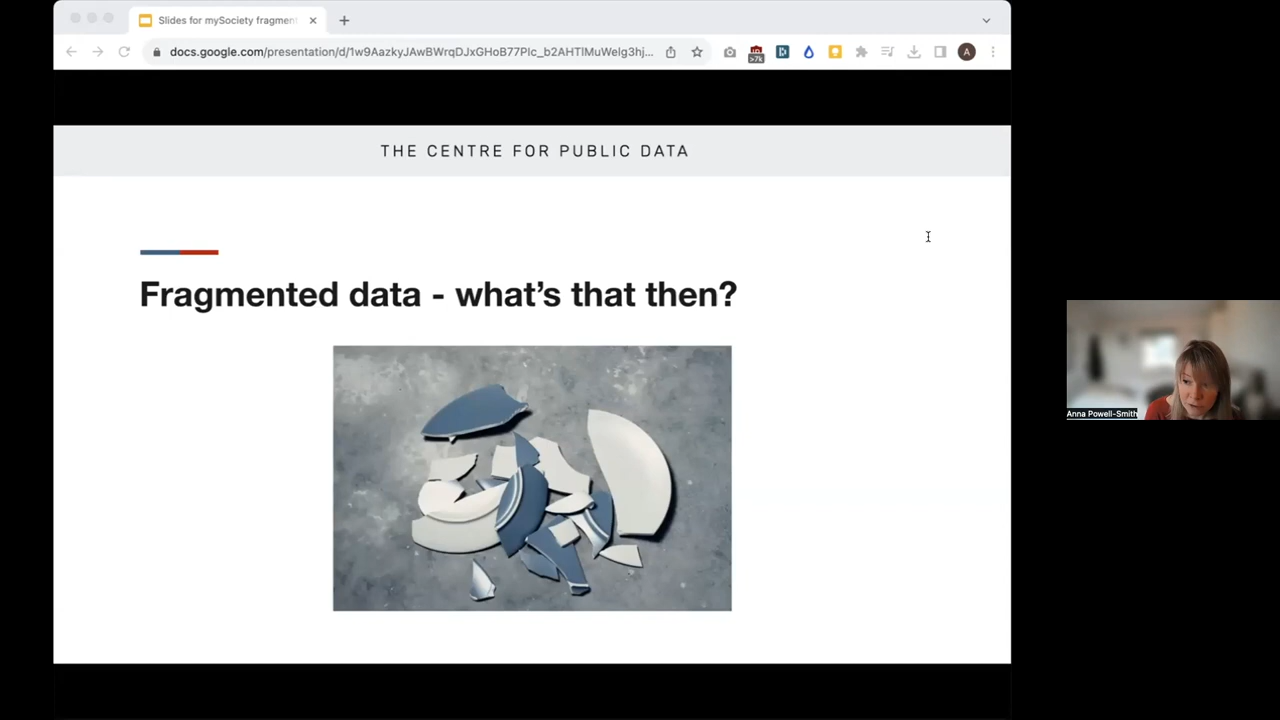 Slides for mySociety fragment
docs.google.com/presentation/d/1w9AazkyJAwBWrqDJxGHoB77Plc_b2AHTlMuWelg3hj...
>7k
A
THE CENTRE FOR PUBLIC DATA
Fragmented data - what's that then?
Anna Powell-Smith